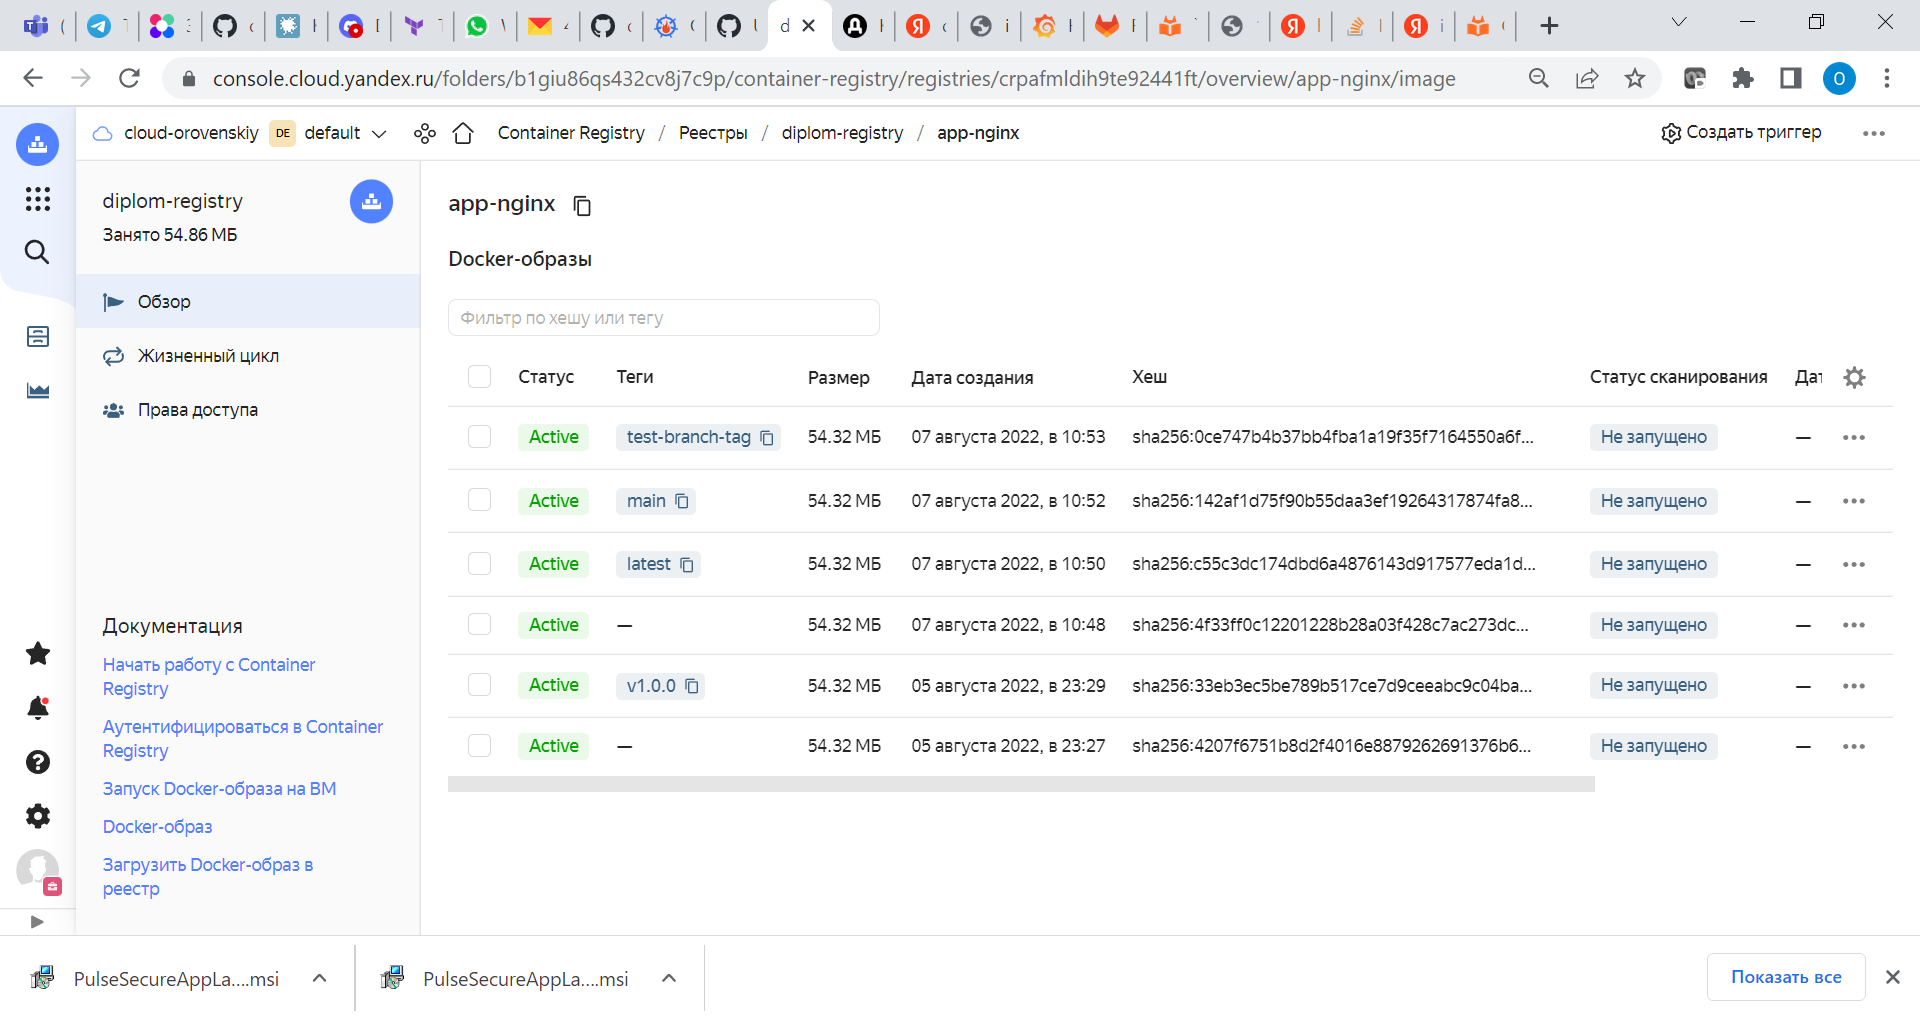 console.cloud.yandex.ru/folders/b1giu86qs432cv8j7c9p/container-registry/registries/crpafmldih9te92441ft/overview/app-nginx/image
O
cloud-orovenskiy DE default Container Registry / Реестры / diplom-registry / app-nginx Создать триггер
diplom-registry
Занято 54.86 МБ
Обзор
Жизненный цикл
Права доступа
Документация
Начать работу с Container
Registry
Аутентифицироваться в Container
Registry
Запуск Docker-образа на ВМ
Docker-образ
Загрузить Docker-образ в
реестр
app-nginx
Docker-образы
Фильтр по хешу или тегу
Статус Теги Размер Дата создания Хеш Статус сканирования
Active test-branch-tag 54.32 МБ 07 августа 2022, в 10:53 sha256:0ce747b4b37bb4fba1a19f35f7164550a6f... Не запущено —
Active main 54.32 МБ 07 августа 2022, в 10:52 sha256:142af1d75f90b55daa3ef19264317874fa8... Не запущено —
Active latest 54.32 МБ 07 августа 2022, в 10:50 sha256:c55c3dc174dbd6a4876143d917577eda1d... Не запущено —
Active — 54.32 МБ 07 августа 2022, в 10:48 sha256:4f33ff0c12201228b28a03f428c7ac273dc... Не запущено —
Active v1.0.0 54.32 МБ 05 августа 2022, в 23:29 sha256:33eb3ec5be789b517ce7d9ceeabc9c04ba... Не запущено —
Active — 54.32 МБ 05 августа 2022, в 23:27 sha256:4207f6751b8d2f4016e8879262691376b6... Не запущено —
PulseSecureAppLa....msi PulseSecureAppLa....msi Показать все